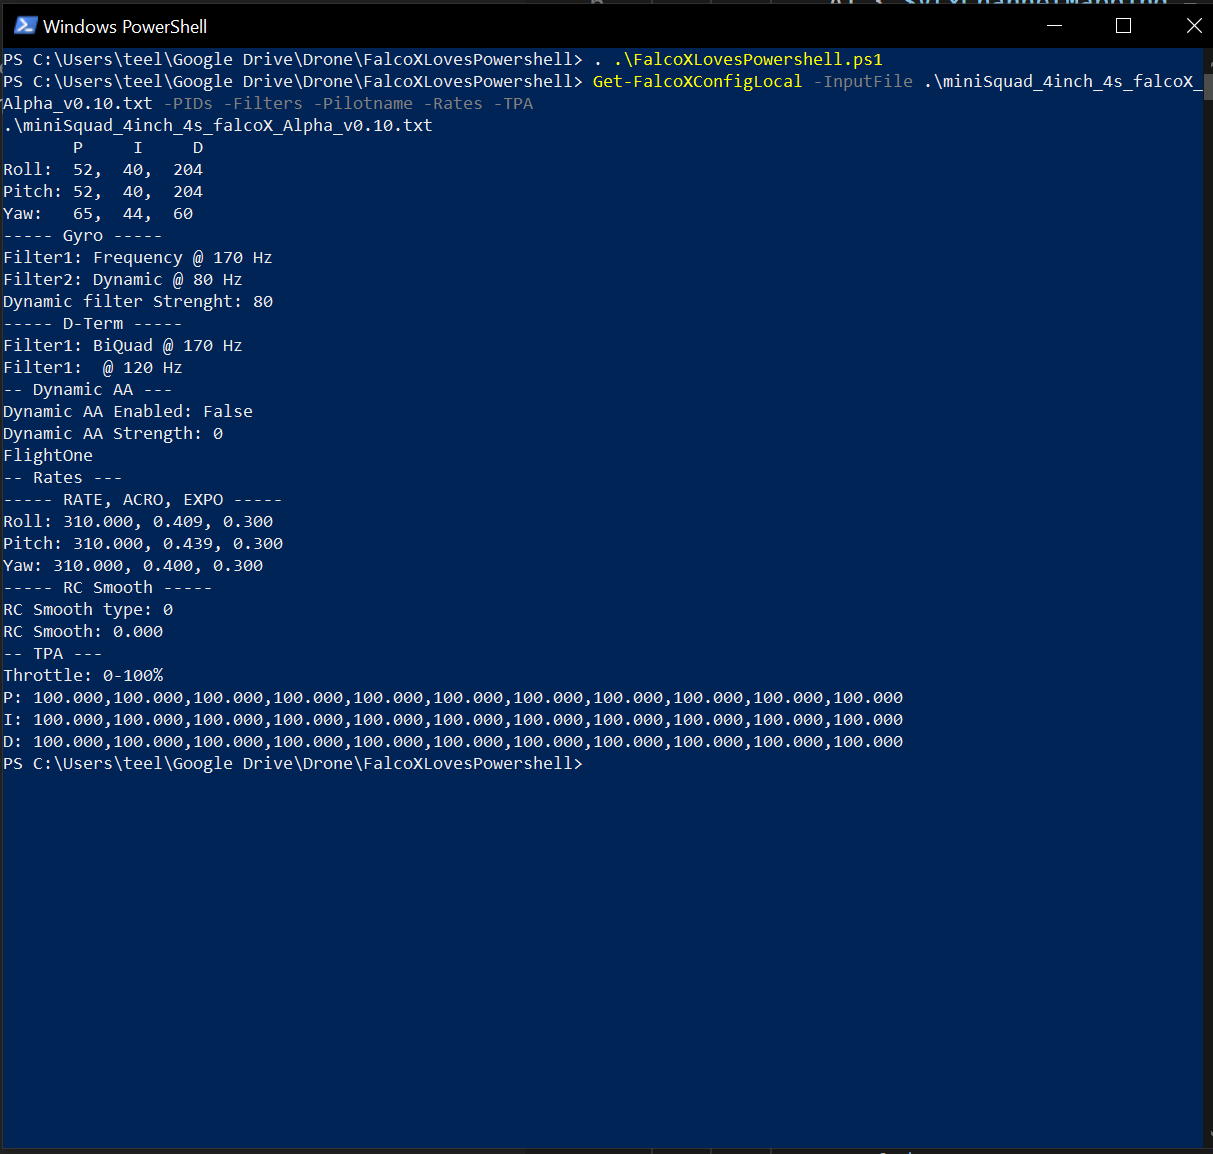 Windows PowerShell
PS C:\Users\teel\Google Drive\Drone\FalcoXLovesPowershell> . .\FalcoXLovesPowershell.ps1
PS C:\Users\teel\Google Drive\Drone\FalcoXLovesPowershell> Get-FalcoXConfigLocal -InputFile .\miniSquad_4inch_4s_falcoX_
Alpha_v0.10.txt -PIDs -Filters -Pilotname -Rates -TPA
.\miniSquad_4inch_4s_falcoX_Alpha_v0.10.txt
P I D
Roll: 52, 40, 204
Pitch: 52, 40, 204
Yaw: 65, 44, 60
----- Gyro -----
Filter1: Frequency @ 170 Hz
Filter2: Dynamic @ 80 Hz
Dynamic filter Strenght: 80
----- D-Term -----
Filter1: BiQuad @ 170 Hz
Filter1:  @ 120 Hz
-- Dynamic AA ---
Dynamic AA Enabled: False
Dynamic AA Strength: 0
FlightOne
-- Rates ---
----- RATE, ACRO, EXPO -----
Roll: 310.000, 0.409, 0.300
Pitch: 310.000, 0.439, 0.300
Yaw: 310.000, 0.400, 0.300
----- RC Smooth -----
RC Smooth type: 0
RC Smooth: 0.000
-- TPA ---
Throttle: 0-100%
P: 100.000,100.000,100.000,100.000,100.000,100.000,100.000,100.000,100.000,100.000,100.000
I: 100.000,100.000,100.000,100.000,100.000,100.000,100.000,100.000,100.000,100.000,100.000
D: 100.000,100.000,100.000,100.000,100.000,100.000,100.000,100.000,100.000,100.000,100.000
PS C:\Users\teel\Google Drive\Drone\FalcoXLovesPowershell>